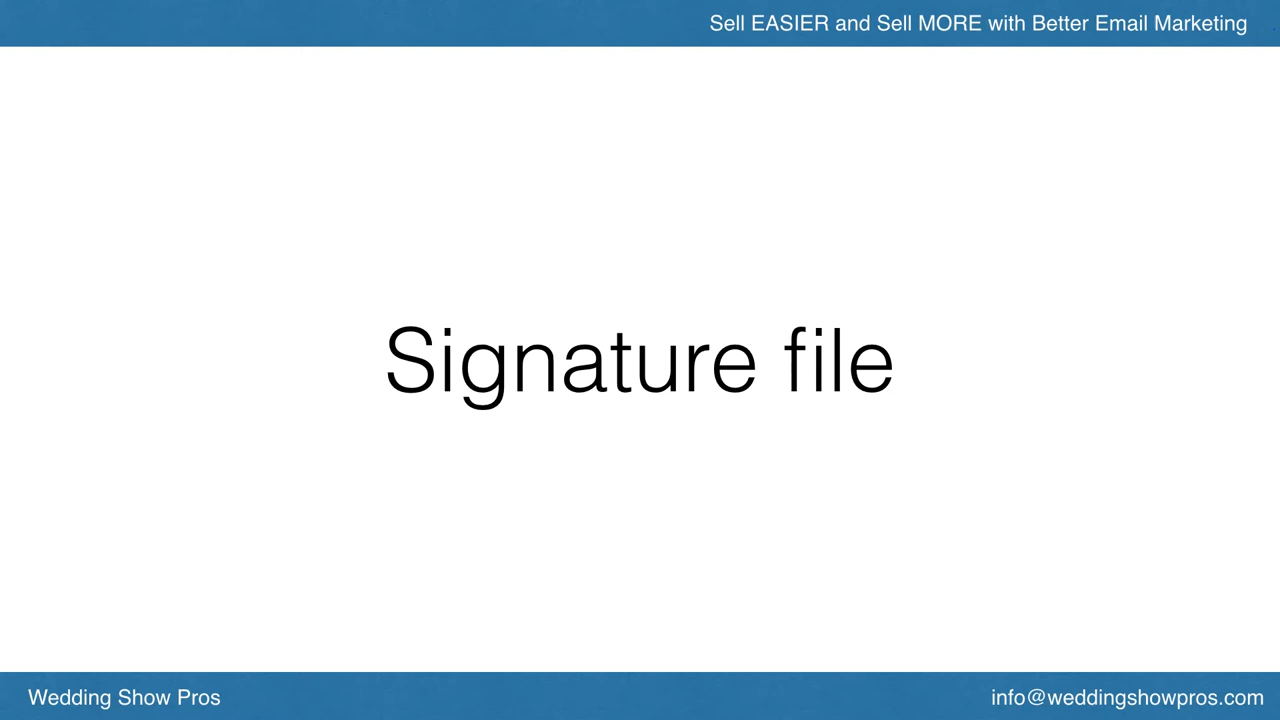 Sell EASIER and Sell MORE with Better Email Marketing
Signature file
Wedding Show Pros
info@weddingshowpros.com